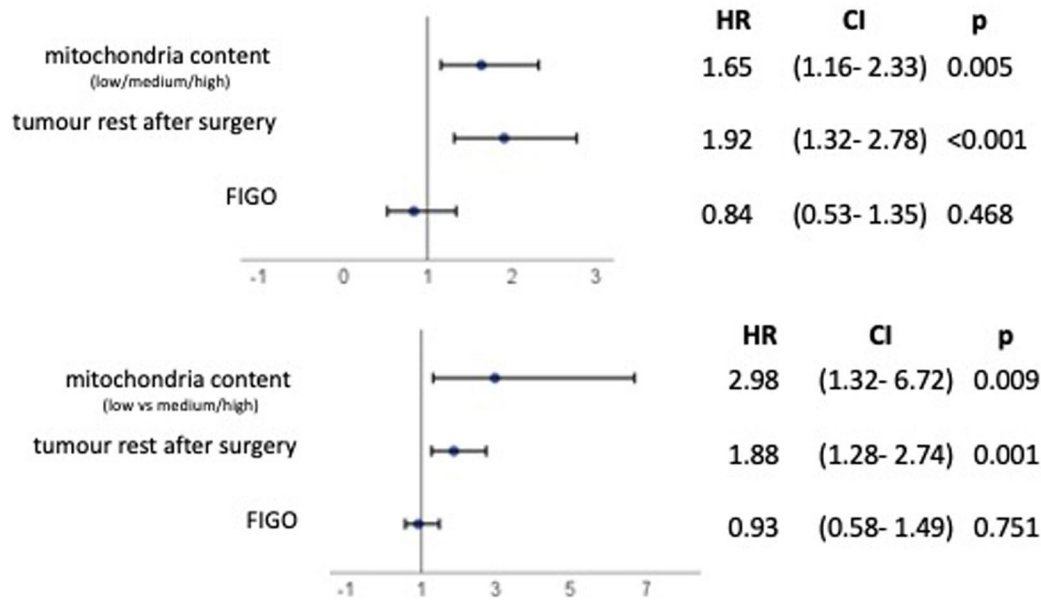 HR CI p
mitochondria content 1.65 (1.16- 2.33) 0.005
(low/medium/high)
tumour rest after surgery 1.92 (1.32- 2.78) <0.001
FIGO 0.84 (0.53- 1.35) 0.468
-1 0 1 2 3
HR CI p
mitochondria content 2.98 (1.32- 6.72) 0.009
(low vs medium/high)
tumour rest after surgery 1.88 (1.28- 2.74) 0.001
FIGO 0.93 (0.58- 1.49) 0.751
-1 1 3 5 7